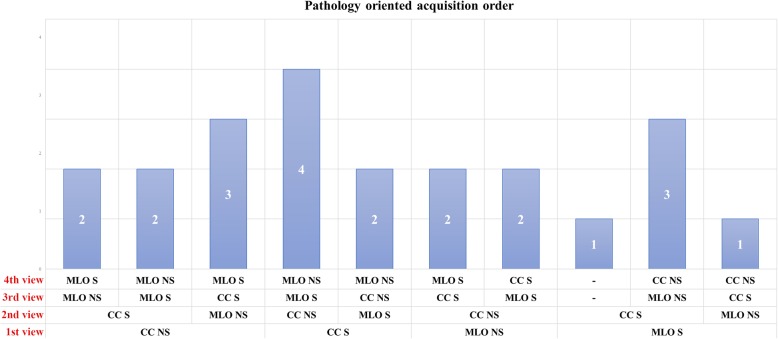 Pathology oriented acquisition order
4
3
2
1
0
2 2 3 4 2 2 2 1 3 1
4th view MLO S MLO NS MLO S MLO NS MLO NS MLO S CC S - CC NS CC NS
3rd view MLO NS MLO S CC S MLO S CC NS CC S MLO S - MLO NS CC S
2nd view CC S MLO NS CC NS MLO S CC NS CC S MLO NS
1st view CC NS CC S MLO NS MLO S